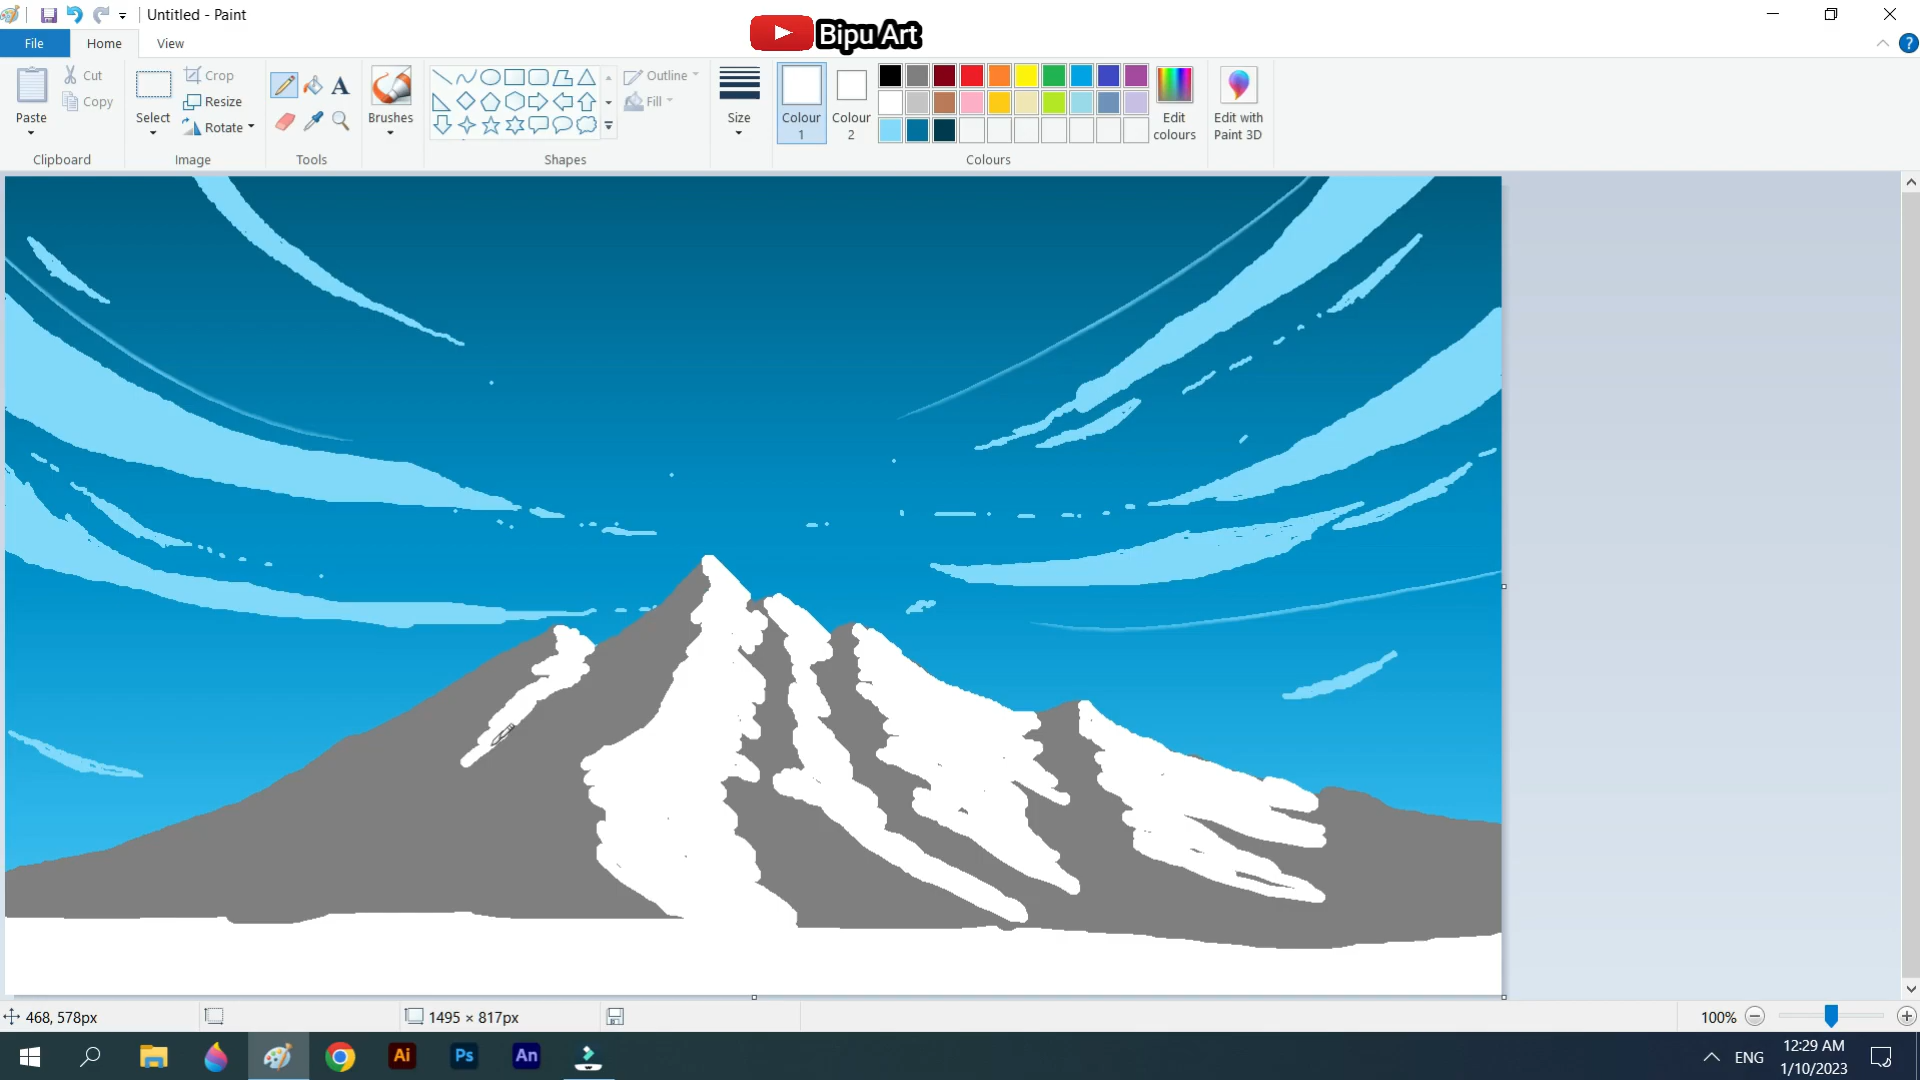 Untitled - Paint
Bipu Art
File
Home
View
Paste
Cut
Copy
Clipboard
Select
Crop
Resize
Rotate
Image
A
Tools
Brushes
Shapes
Outline
Fill
Size
Colour
1
Colour
2
Edit
colours
Colours
Edit with
Paint 3D
?
468, 578px
1495 × 817px
100%
Ai
Ps
An
ENG
12:29 AM
1/10/2023